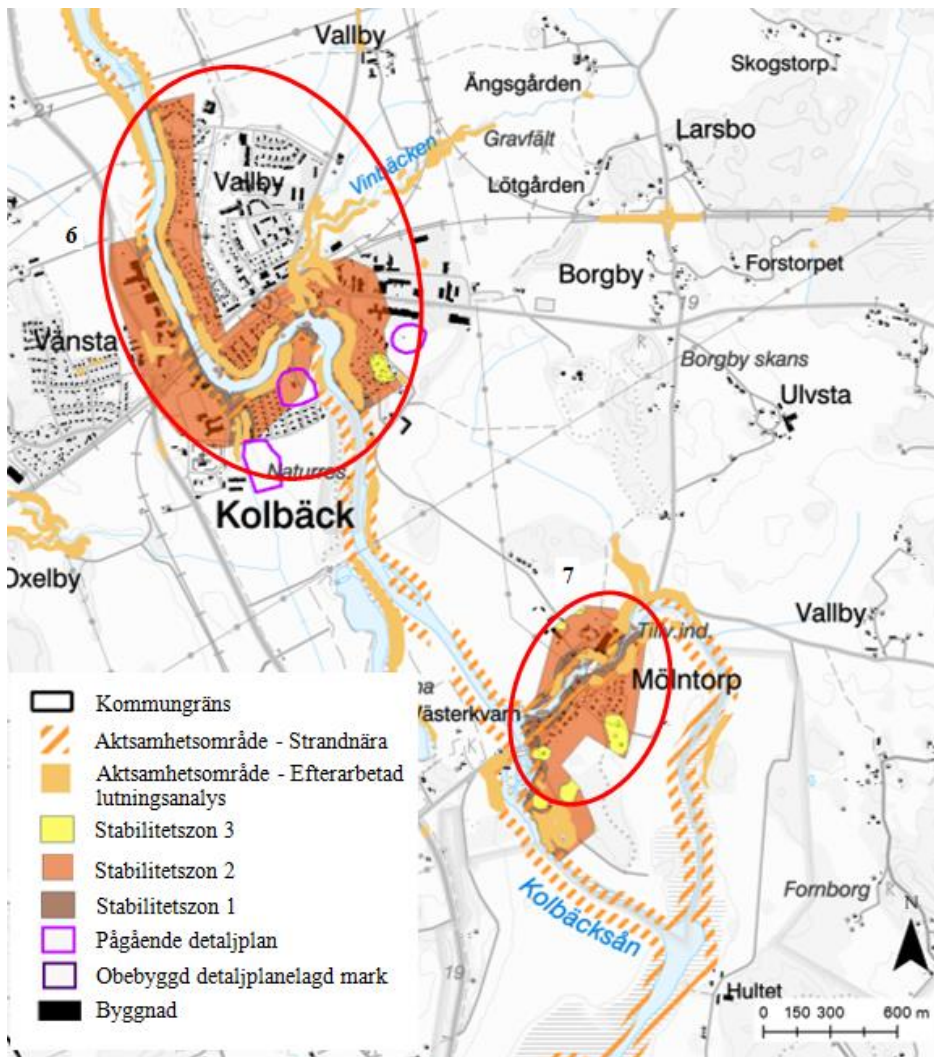 Vallby
Skogstorp
Ängsgården
21
Gravfält
Larsbo
Vallby
Vinbäcken
Lötgården
6
Borgby
Forstorpet
19
Vånsta
Borgby skans
Ulvsta
Naturres.
Kolbäck
Oxelby
7
Vallby
Tillv.ind.
Mölntorp
Västerkvarn
Kommungräns
Aktsamhetsområde - Strandnära
Aktsamhetsområde - Efterarbetad
lutningsanalys
Stabilitetszon 3
Stabilitetszon 2
Stabilitetszon 1
Pågående detaljplan
Obebyggd detaljplanelagd mark
Byggnad
Kolbäcksån
Fornborg
N
19
Hultet
0 150 300 600 m